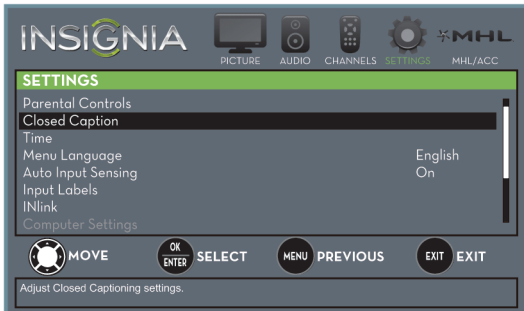 INSIGNIA
PICTURE AUDIO CHANNELS SETTINGS MHL MHL/ACC
SETTINGS
Parental Controls
Closed Caption
Time
Menu Language English
Auto Input Sensing On
Input Labels
INlink
Computer Settings
MOVE OK ENTER SELECT MENU PREVIOUS EXIT EXIT
Adjust Closed Captioning settings.